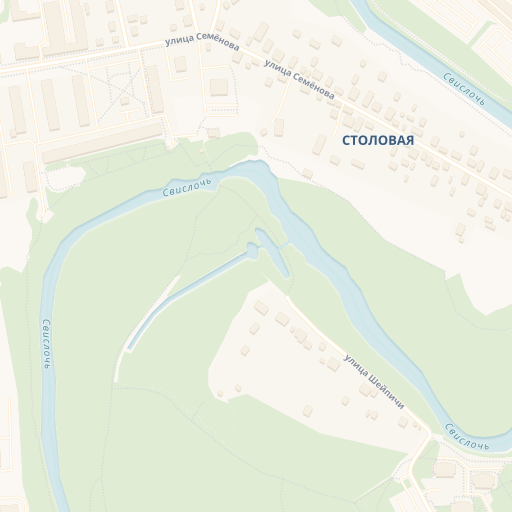 улица Семёнова
улица Семёнова
Свислочь
СТОЛОВАЯ
Свислочь
Свислочь
улица Шейпичи
Свислочь